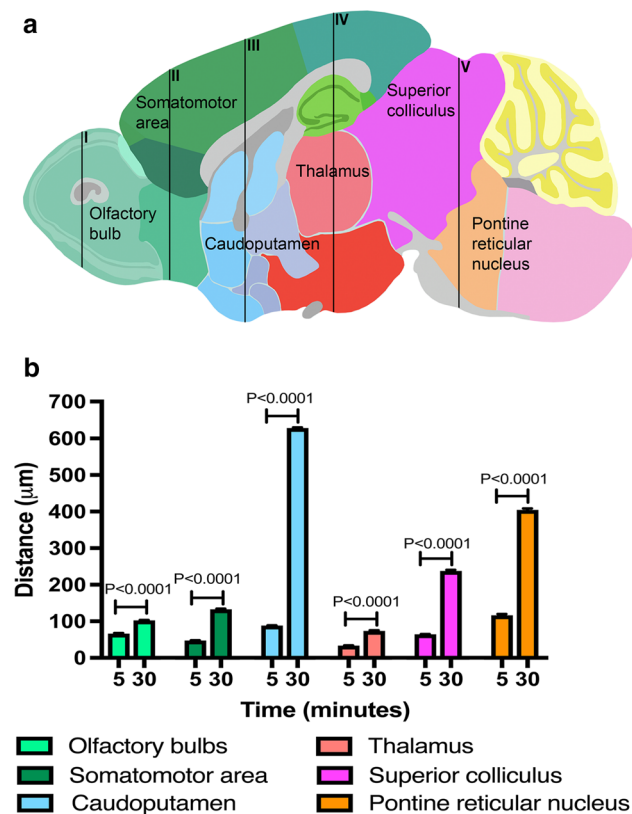 a
I
II
III
IV
V
Somatomotor
area
Superior
colliculus
Thalamus
Olfactory
bulb
Caudoputamen
Pontine
reticular
nucleus
b
Distance (µm)
700
600
500
400
300
200
100
0
P<0.0001
P<0.0001
P<0.0001
P<0.0001
P<0.0001
P<0.0001
5 30 5 30 5 30 5 30 5 30 5 30
Time (minutes)
Olfactory bulbs
Somatomotor area
Caudoputamen
Thalamus
Superior colliculus
Pontine reticular nucleus